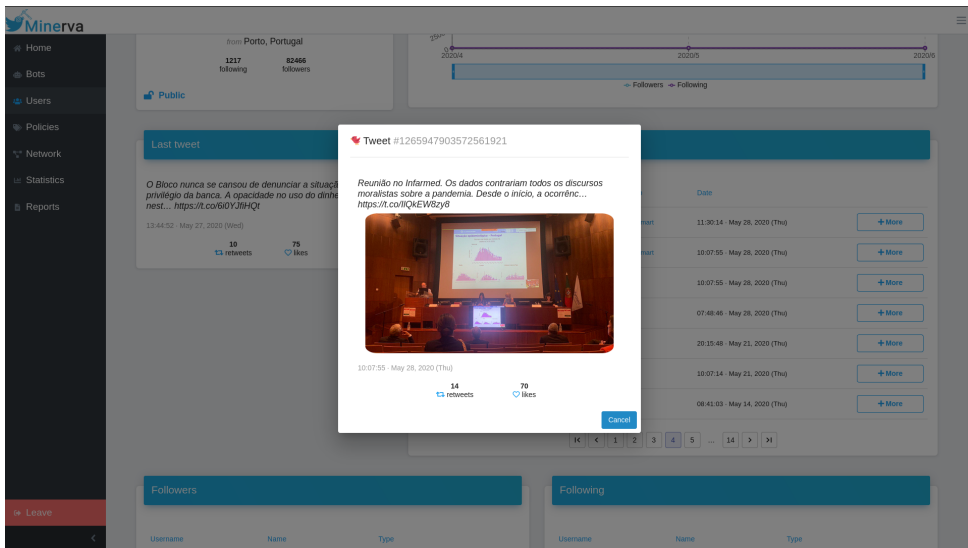 Minerva
Home
Bots
Users
Policies
Network
Statistics
Reports
Leave
from Porto, Portugal
1217
following
82466
followers
Public
2500
0
2020/4
2020/5
2020/6
Followers
Following
Last tweet
O Bloco nunca se cansou de denunciar a situaçã
privilégio da banca. A opacidade no uso do dinhe
nest… https://t.co/6i0YJfiHQt
13:44:52 · May 27, 2020 (Wed)
10
retweets
75
likes
Tweet #1265947903572561921
Reunião no Infarmed. Os dados contrariam todos os discursos
moralistas sobre a pandemia. Desde o início, a ocorrênc…
https://t.co/IlQkEW8zy8
10:07:55 · May 28, 2020 (Thu)
14
retweets
70
likes
Cancel
Date
11:30:14 · May 28, 2020 (Thu)
+ More
10:07:55 · May 28, 2020 (Thu)
+ More
10:07:55 · May 28, 2020 (Thu)
+ More
07:48:46 · May 28, 2020 (Thu)
+ More
20:15:48 · May 21, 2020 (Thu)
+ More
10:07:14 · May 21, 2020 (Thu)
+ More
08:41:03 · May 14, 2020 (Thu)
+ More
1 2 3 4 5 ... 14
Followers
Username Name Type
Following
Username Name Type